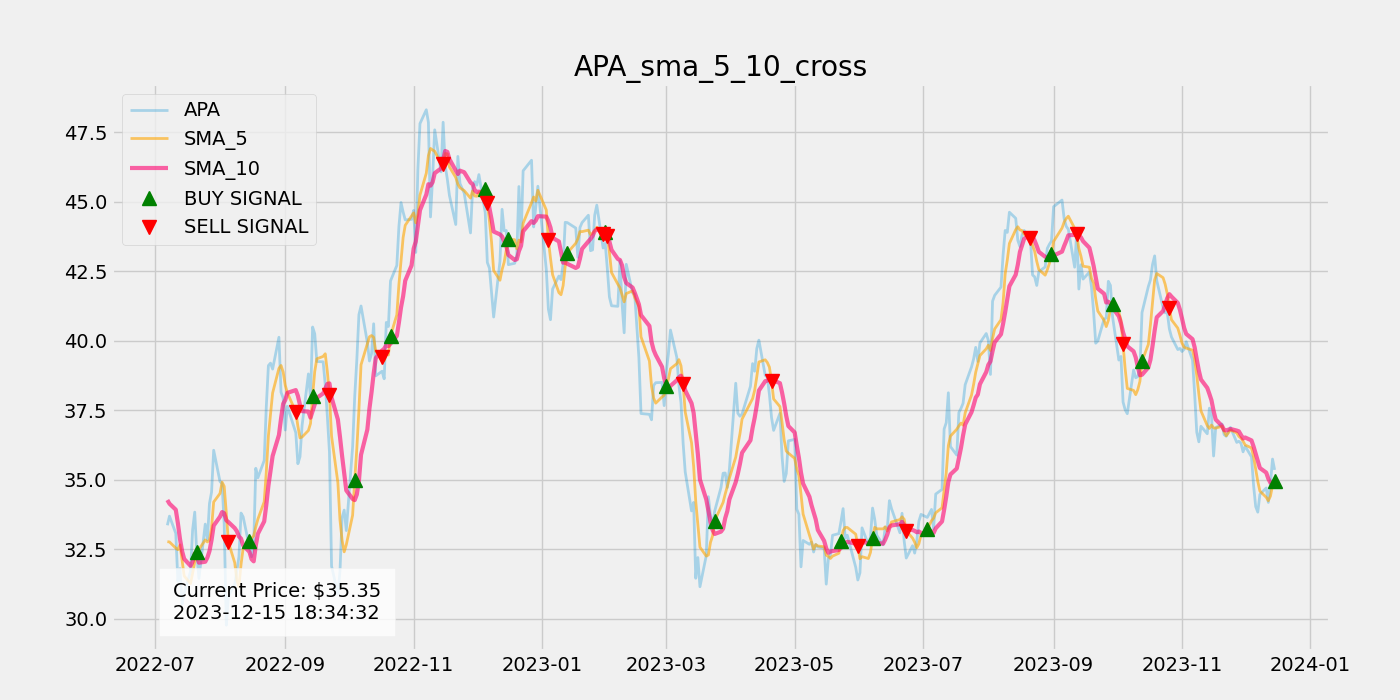 APA_sma_5_10_cross
APA
SMA_5
SMA_10
BUY SIGNAL
SELL SIGNAL
47.5
45.0
42.5
40.0
37.5
35.0
32.5
30.0
Current Price: $35.35
2023-12-15 18:34:32
2022-07 2022-09 2022-11 2023-01 2023-03 2023-05 2023-07 2023-09 2023-11 2024-01